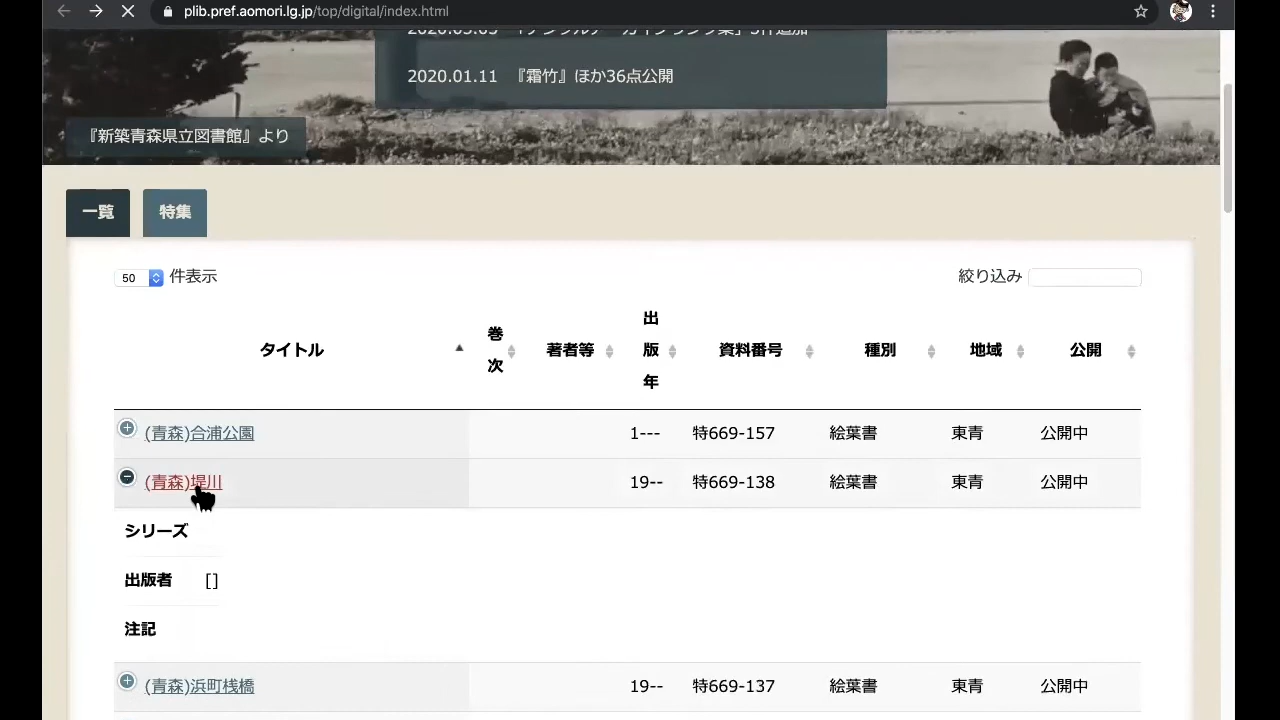 plib.pref.aomori.lg.jp/top/digital/index.html
2020.01.11 『霜竹』ほか36点公開
『新築青森県立図書館』より
一覧 特集
50 件表示 絞り込み
タイトル 巻次 著者等 出版年 資料番号 種別 地域 公開
(青森)合浦公園 1--- 特669-157 絵葉書 東青 公開中
(青森)堤川 19-- 特669-138 絵葉書 東青 公開中
シリーズ
出版者 []
注記
(青森)浜町桟橋 19-- 特669-137 絵葉書 東青 公開中